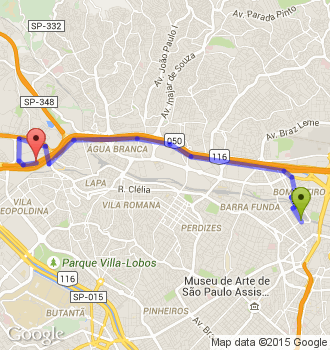 Av. Parada Pinto
SP-332
Av. João Paulo I
Av. Inajar de Souza
SP-348
Av. Braz Leme
050
ÁGUA BRANCA
116
BOM RETIRO
LAPA
R. Clélia
BARRA FUNDA
VILA
LEOPOLDINA
VILA ROMANA
PERDIZES
Parque Villa-Lobos
116
Museu de Arte de
São Paulo Assis...
SP-015
BUTANTÃ
PINHEIROS
Av. Br
Google
Map data ©2015 Google